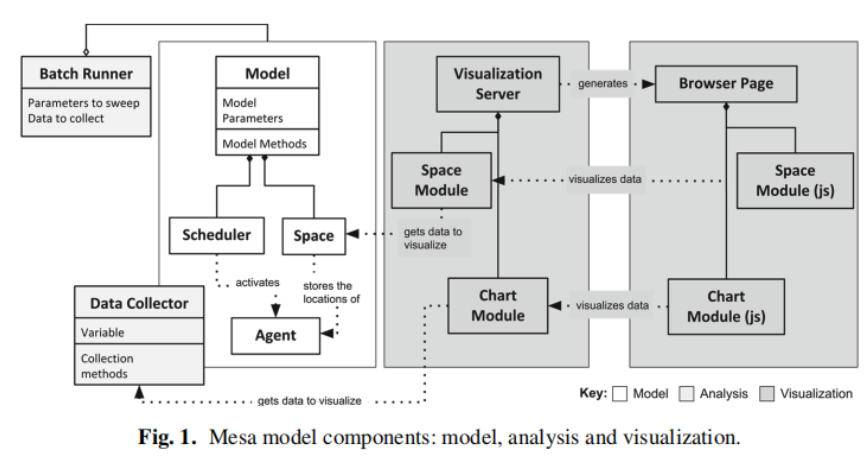 Batch Runner
Parameters to sweep
Data to collect
Model
Model
Parameters
Model Methods
Scheduler
Space
activates
stores the
locations of
Agent
Data Collector
Variable
Collection
methods
Visualization
Server
Space
Module
gets data to
visualize
Chart
Module
gets data to visualize
generates
visualizes data
visualizes data
Browser Page
Space
Module (js)
Chart
Module (js)
Key: Model Analysis Visualization
Fig. 1. Mesa model components: model, analysis and visualization.